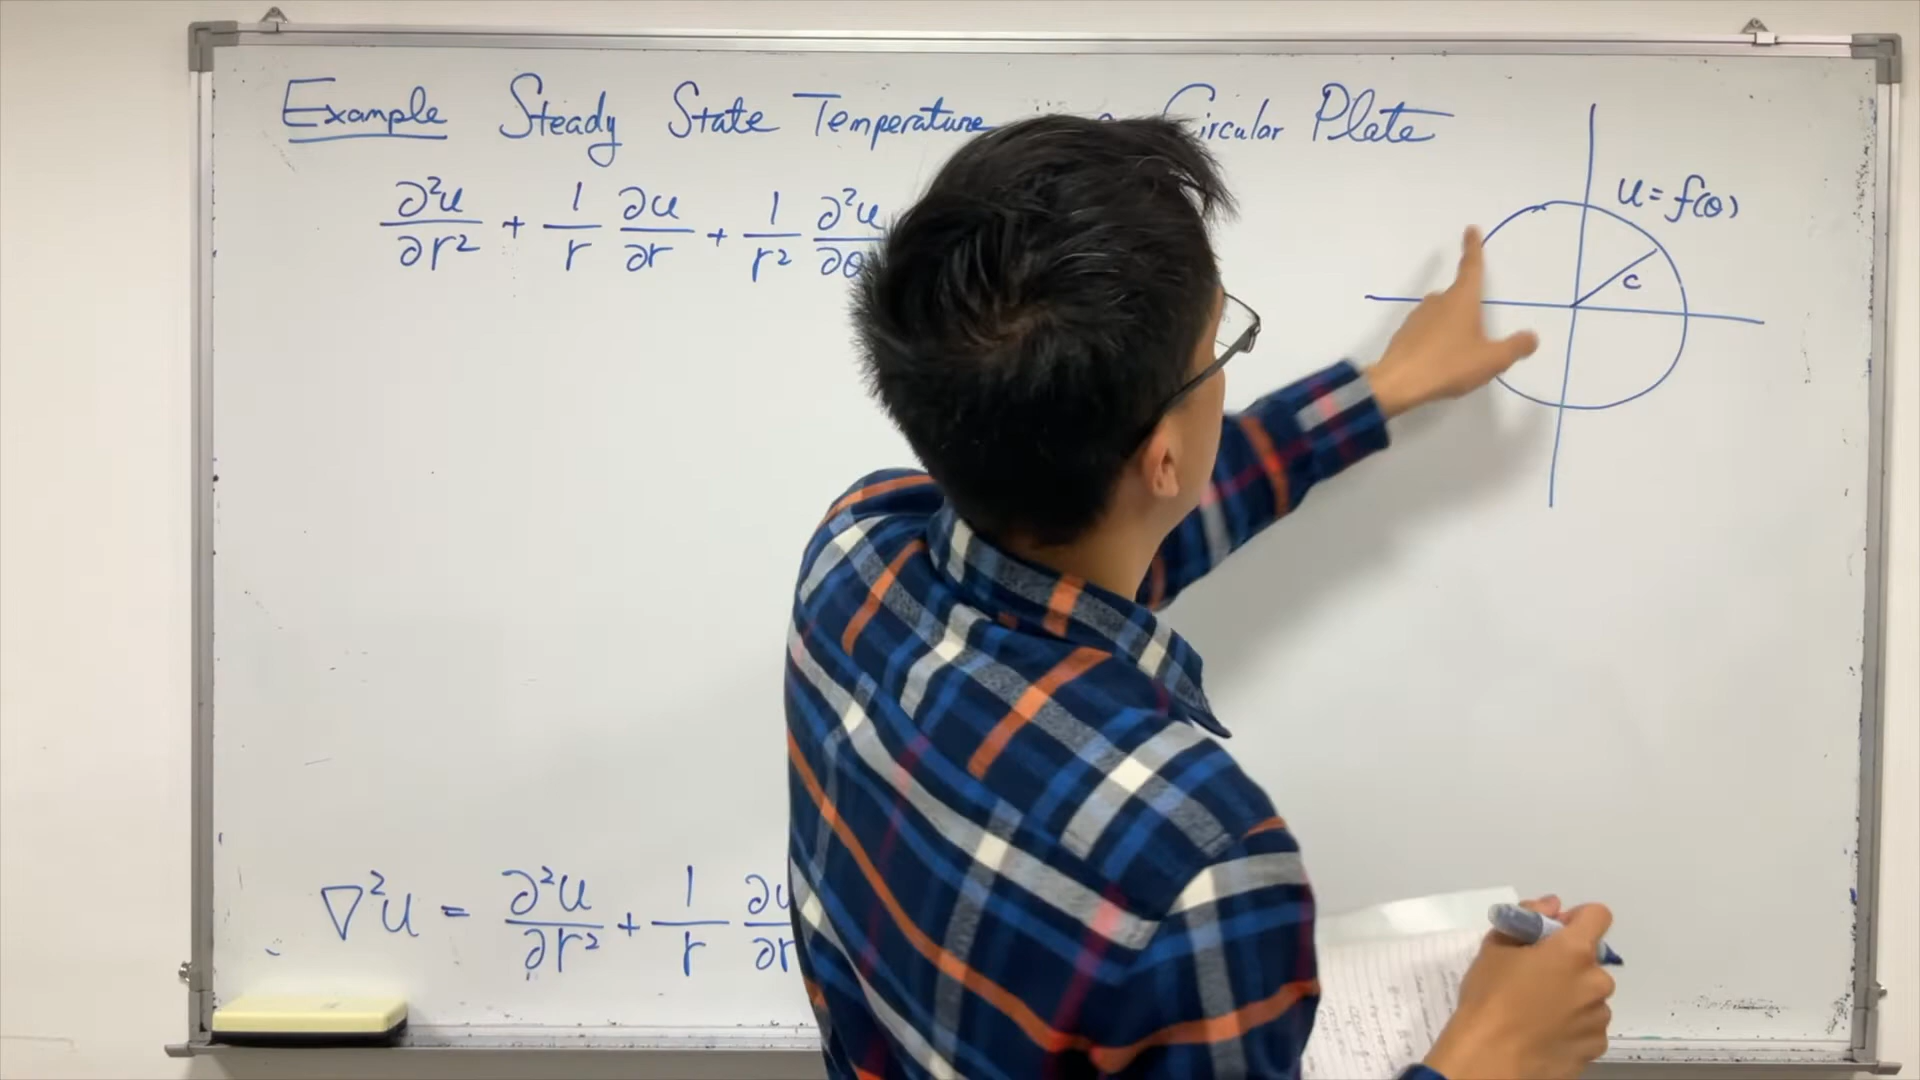 Example Steady State Temperature Circular Plate
∂²u/∂r² + 1/r ∂u/∂r + 1/r² ∂²u/∂θ
u = f(θ)
c
∇²u = ∂²u/∂r² + 1/r ∂u/∂r